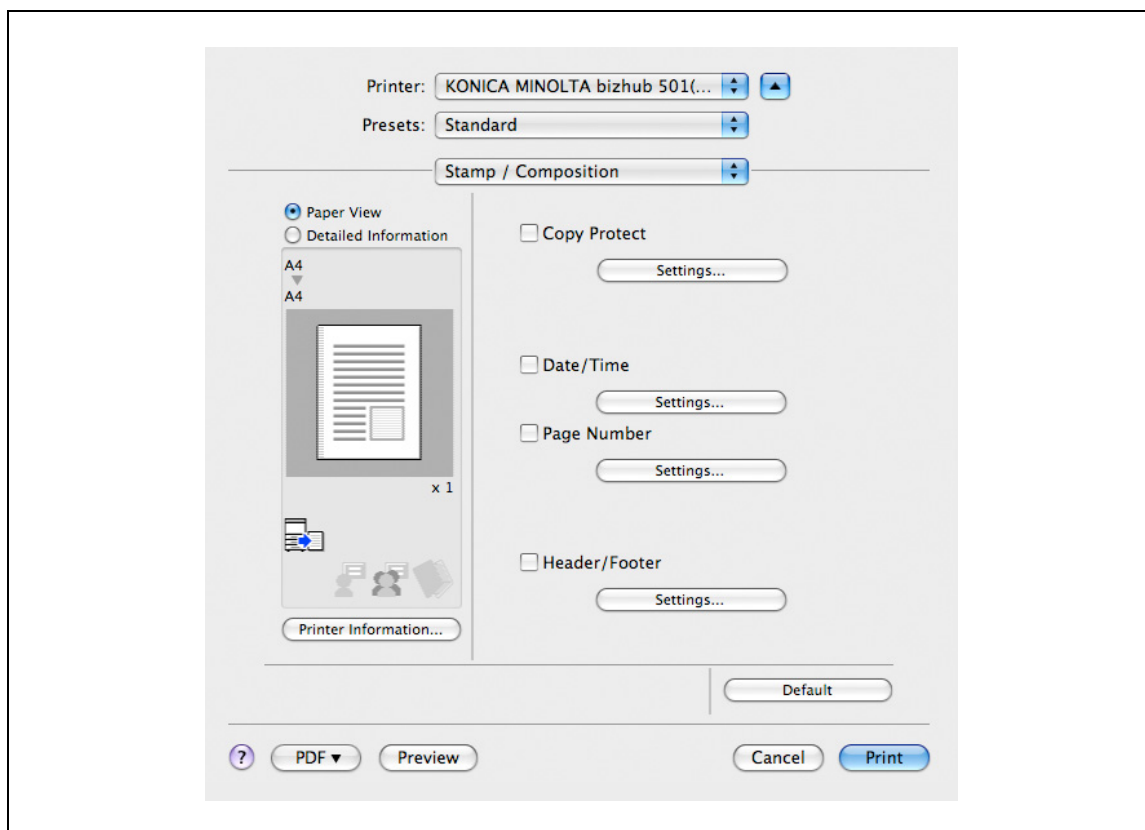 Printer: KONICA MINOLTA bizhub 501(...
Presets: Standard
Stamp / Composition
Paper View
Detailed Information
A4
A4
x 1
Printer Information...
Copy Protect
Settings...
Date/Time
Settings...
Page Number
Settings...
Header/Footer
Settings...
Default
? PDF Preview Cancel Print